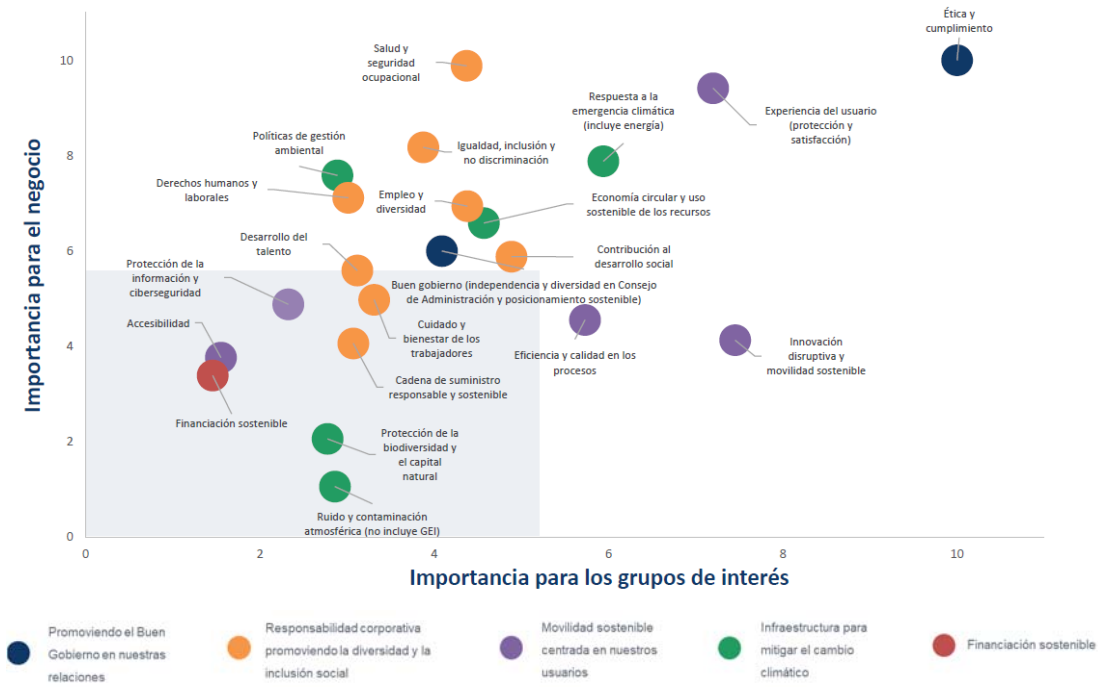 Importancia para el negocio
10
8
6
4
2
0
0
2
4
6
8
10
Importancia para los grupos de interés
Ética y
cumplimiento
Salud y
seguridad
ocupacional
Respuesta a la
emergencia climática
(incluye energía)
Experiencia del usuario
(protección y
satisfacción)
Políticas de gestión
ambiental
Igualdad, inclusión y
no discriminación
Derechos humanos y
laborales
Empleo y
diversidad
Economía circular y uso
sostenible de los recursos
Desarrollo del
talento
Contribución al
desarrollo social
Protección de la
información y
ciberseguridad
Buen gobierno (independencia y diversidad en Consejo
de Administración y posicionamiento sostenible)
Accesibilidad
Cuidado y
bienestar de los
trabajadores
Eficiencia y calidad en los
procesos
Innovación
disruptiva y
movilidad sostenible
Cadena de suministro
responsable y sostenible
Financiación sostenible
Protección de la
biodiversidad y
el capital
natural
Ruido y contaminación
atmosférica (no incluye GEI)
Promoviendo el Buen
Gobierno en nuestras
relaciones
Responsabilidad corporativa
promoviendo la diversidad y la
inclusión social
Movilidad sostenible
centrada en nuestros
usuarios
Infraestructura para
mitigar el cambio
climático
Financiación sostenible